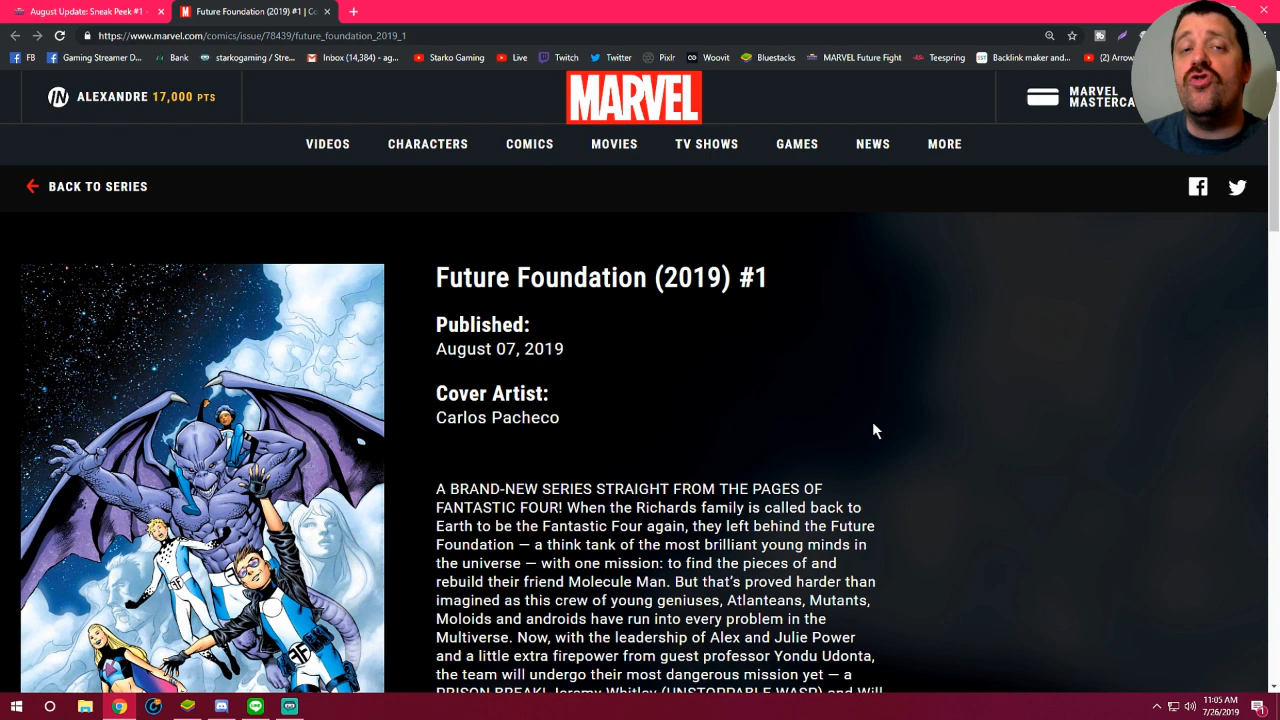 August Update: Sneak Peek #1 -
Future Foundation (2019) #1 | Co
https://www.marvel.com/comics/issue/78439/future_foundation_2019_1
FB
Gaming Streamer D...
Bank
starkogaming / Stre...
Inbox (14,384) - ag...
Starko Gaming
Live
Twitch
Twitter
Pixlr
Woovit
Bluestacks
MARVEL Future Fight
Teespring
Backlink maker and...
(2) Arrow
ALEXANDRE 17,000 PTS
MARVEL
MARVEL
MASTERCA
VIDEOS
CHARACTERS
COMICS
MOVIES
TV SHOWS
GAMES
NEWS
MORE
BACK TO SERIES
Future Foundation (2019) #1
Published:
August 07, 2019
Cover Artist:
Carlos Pacheco
A BRAND-NEW SERIES STRAIGHT FROM THE PAGES OF
FANTASTIC FOUR! When the Richards family is called back to
Earth to be the Fantastic Four again, they left behind the Future
Foundation — a think tank of the most brilliant young minds in
the universe — with one mission: to find the pieces of and
rebuild their friend Molecule Man. But that's proved harder than
imagined as this crew of young geniuses, Atlanteans, Mutants,
Moloids and androids have run into every problem in the
Multiverse. Now, with the leadership of Alex and Julie Power
and a little extra firepower from guest professor Yondu Udonta,
the team will undergo their most dangerous mission yet — a
PRISON BREAK! Jeremy Whitley (UNSTOPPABLE WASP) and Will
11:05 AM
7/26/2019